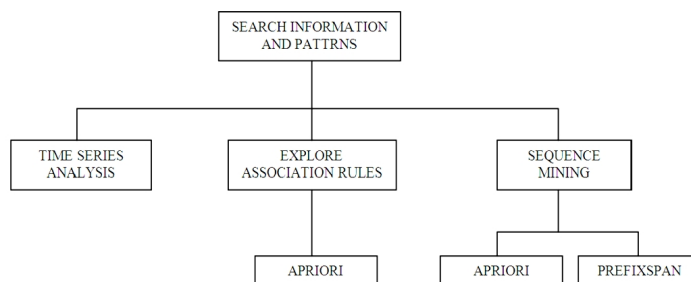 SEARCH INFORMATION
AND PATTRNS
TIME SERIES
ANALYSIS
EXPLORE
ASSOCIATION RULES
SEQUENCE
MINING
APRIORI
APRIORI
PREFIXSPAN